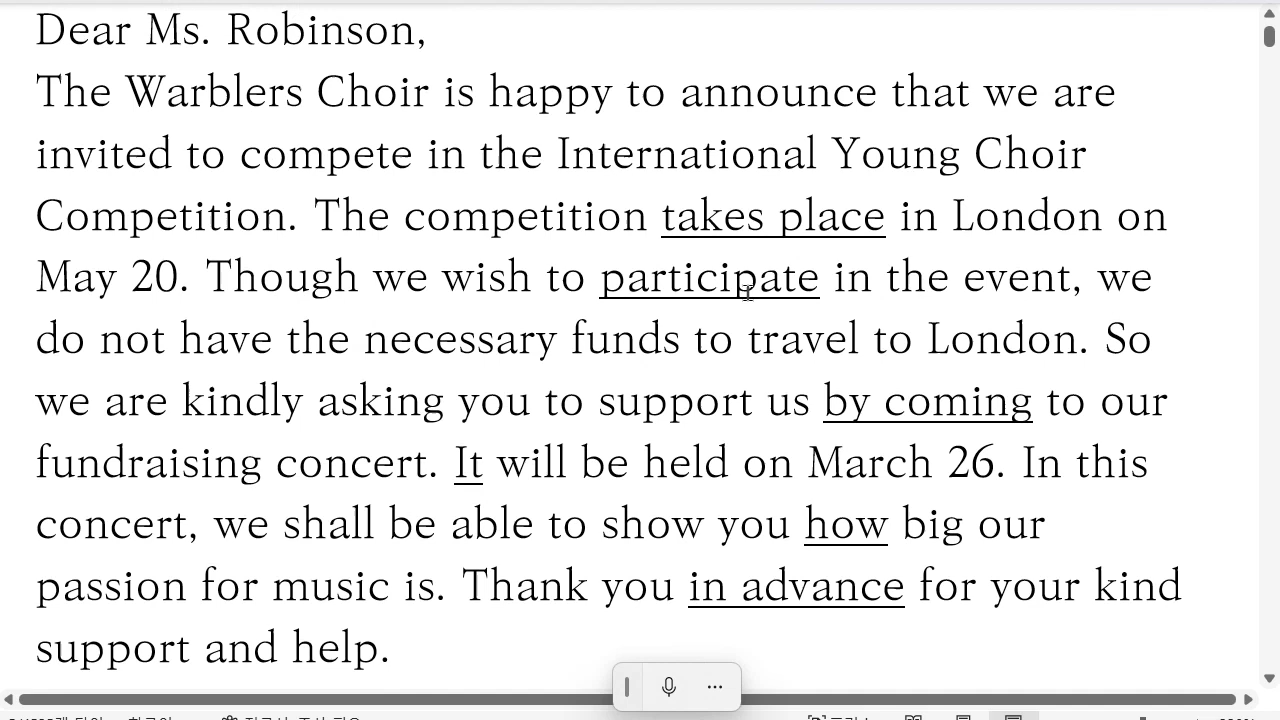 Dear Ms. Robinson,
The Warblers Choir is happy to announce that we are
invited to compete in the International Young Choir
Competition. The competition takes place in London on
May 20. Though we wish to participate in the event, we
do not have the necessary funds to travel to London. So
we are kindly asking you to support us by coming to our
fundraising concert. It will be held on March 26. In this
concert, we shall be able to show you how big our
passion for music is. Thank you in advance for your kind
support and help.